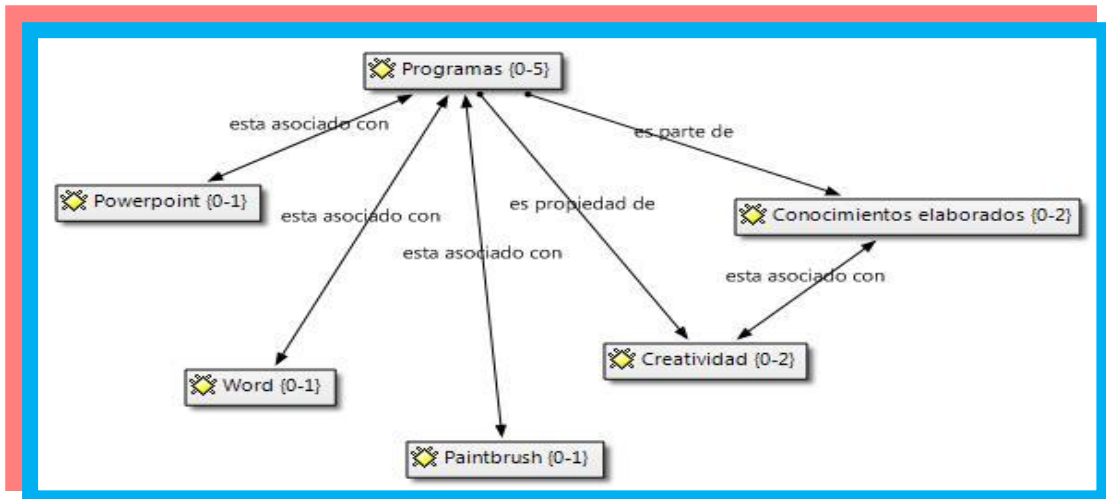 Programas {0-5}
esta asociado con
es parte de
Powerpoint {0-1}
esta asociado con
es propiedad de
Conocimientos elaborados {0-2}
esta asociado con
esta asociado con
Creatividad {0-2}
Word {0-1}
Paintbrush {0-1}